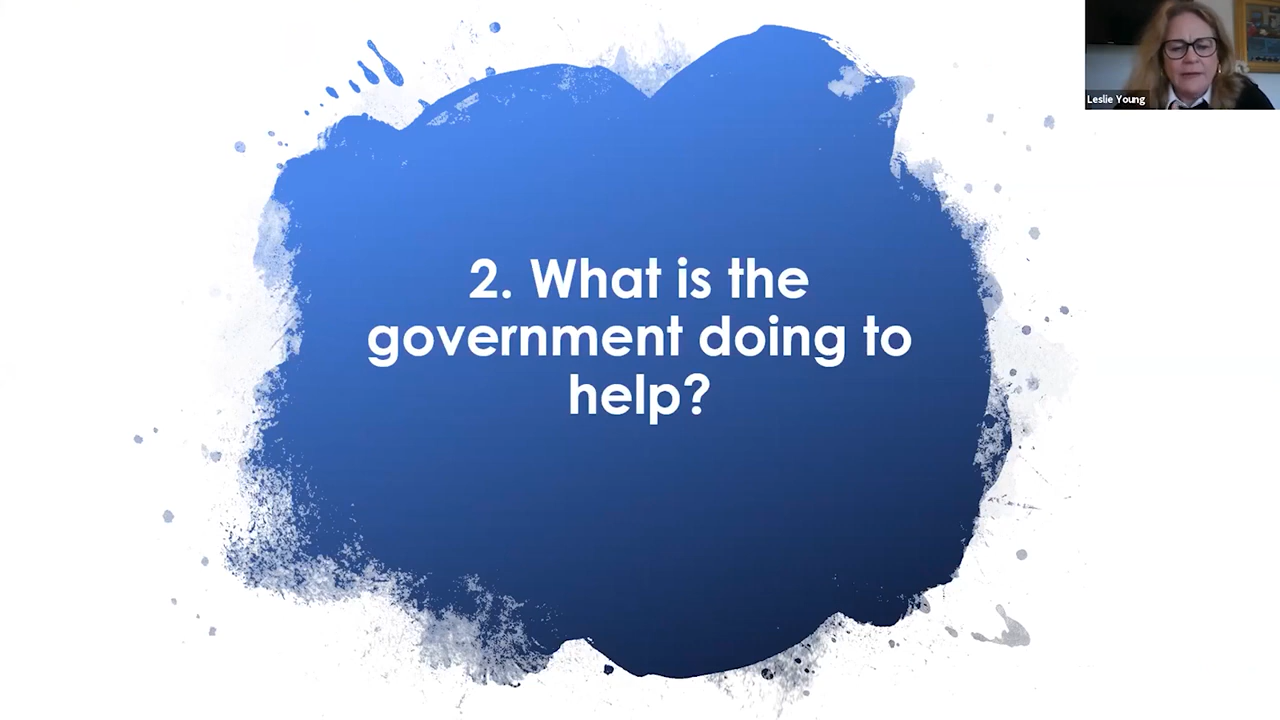 Leslie Young
2. What is the
government doing to
help?